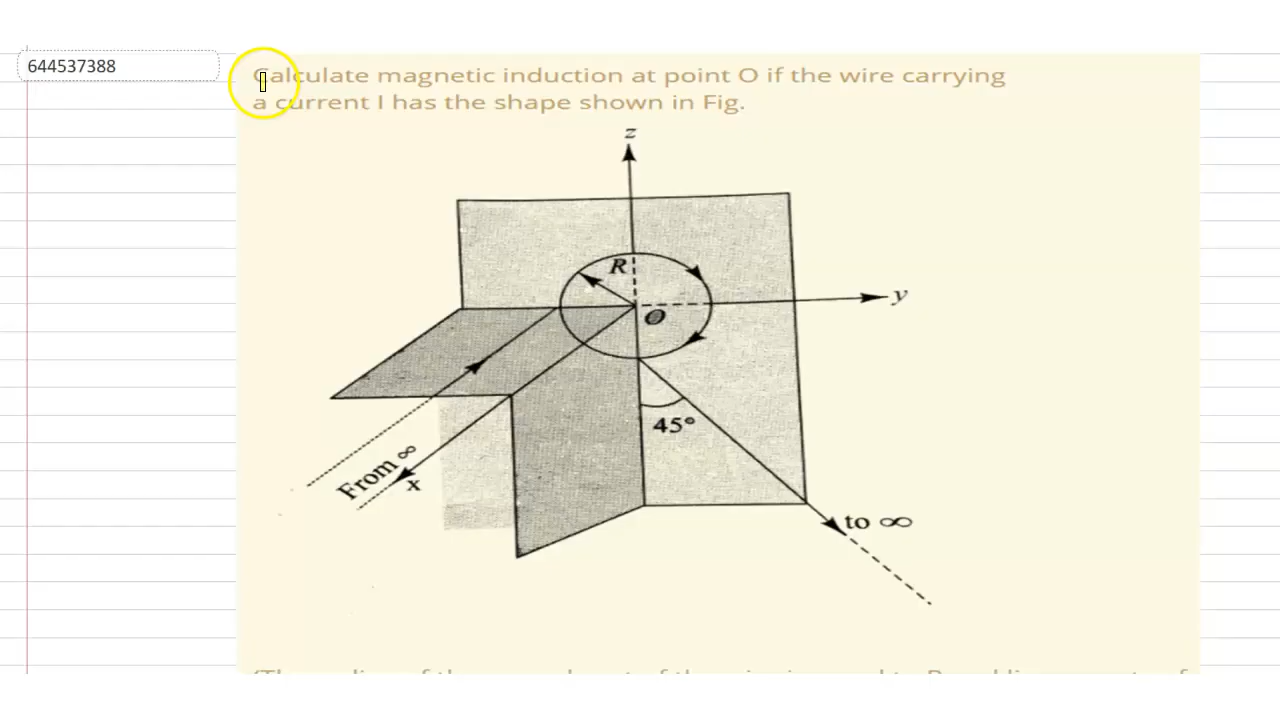 644537388
Calculate magnetic induction at point O if the wire carrying
a current I has the shape shown in Fig.
z
R
y
O
45°
From ∞
x
to ∞